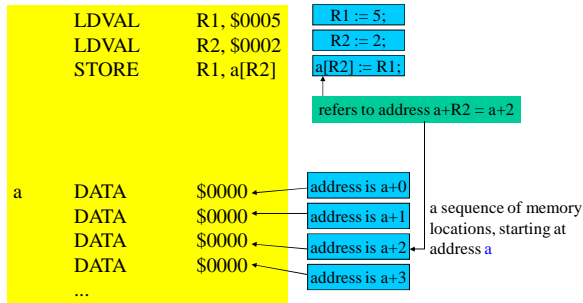 LDVAL R1, $0005 R1 := 5;
LDVAL R2, $0002 R2 := 2;
STORE R1, a[R2] a[R2] := R1;
refers to address a+R2 = a+2
a DATA $0000 address is a+0
DATA $0000 address is a+1
DATA $0000 address is a+2
DATA $0000 address is a+3
...
a sequence of memory
locations, starting at
address a